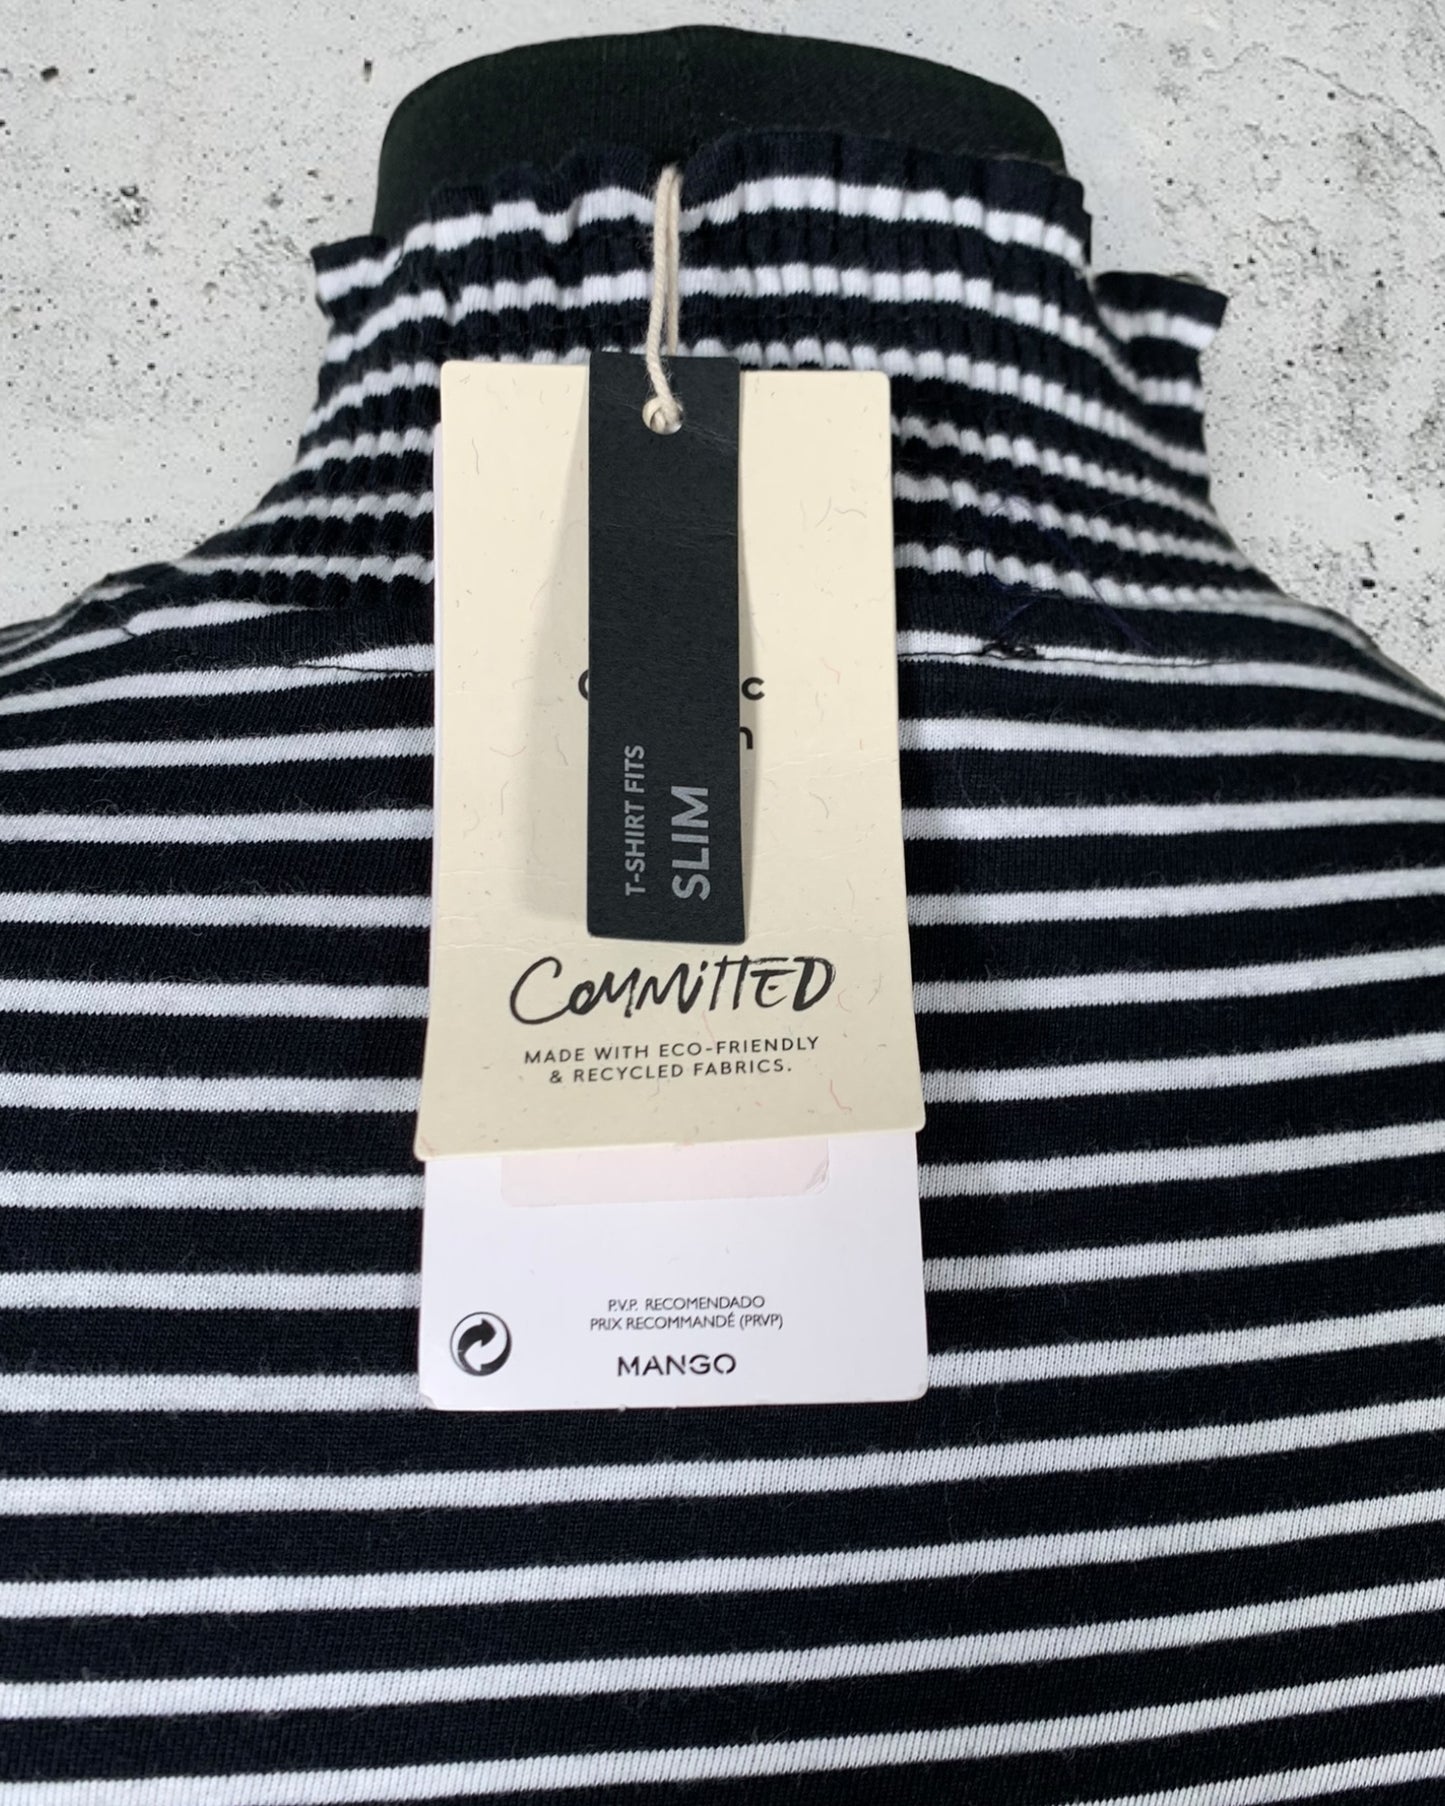 T-SHIRT FITS
SLIM
COMMITTED
MADE WITH ECO-FRIENDLY
& RECYCLED FABRICS.
P.V.P. RECOMENDADO
PRIX RECOMMANDÉ (PRVP)
MANGO